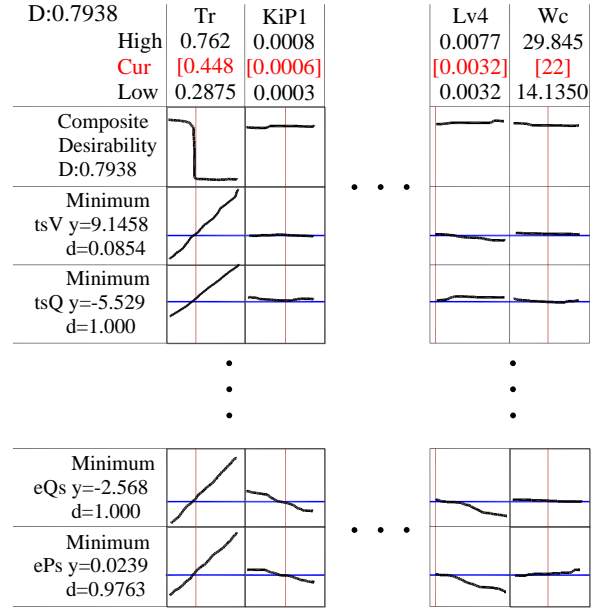 D:0.7938 Tr KiP1 Lv4 Wc
High 0.762 0.0008 0.0077 29.845
Cur [0.448 [0.0006] [0.0032] [22]
Low 0.2875 0.0003 0.0032 14.1350
Composite
Desirability
D:0.7938
Minimum
tsV y=9.1458
d=0.0854
Minimum
tsQ y=-5.529
d=1.000
Minimum
eQs y=-2.568
d=1.000
Minimum
ePs y=0.0239
d=0.9763